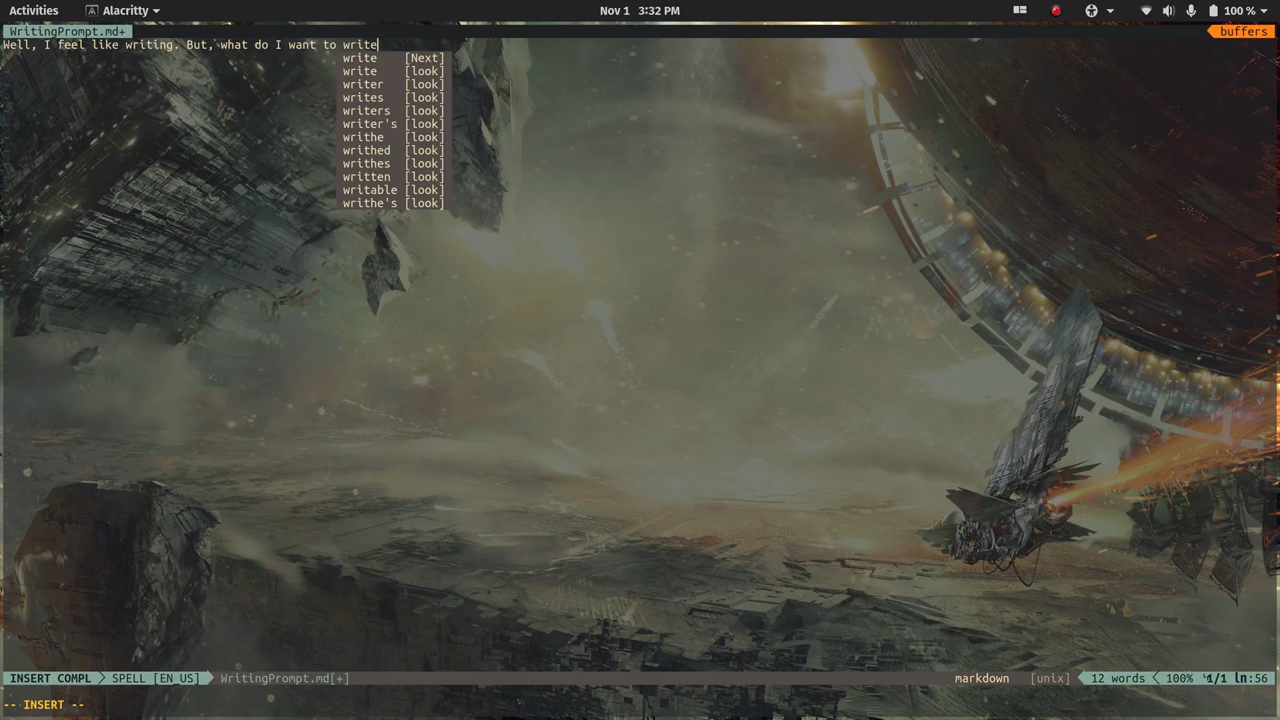 Activities Alacritty Nov 1 3:32 PM 100 %
WritingPrompt.md+ buffers
Well, I feel like writing. But, what do I want to write
write [Next]
write [look]
writer [look]
writes [look]
writers [look]
writer's [look]
writhe [look]
writhed [look]
writhes [look]
written [look]
writable [look]
writhe's [look]
INSERT COMPL SPELL [EN_US] WritingPrompt.md[+] markdown [unix] 12 words 100% 1/1 ln:56
-- INSERT --